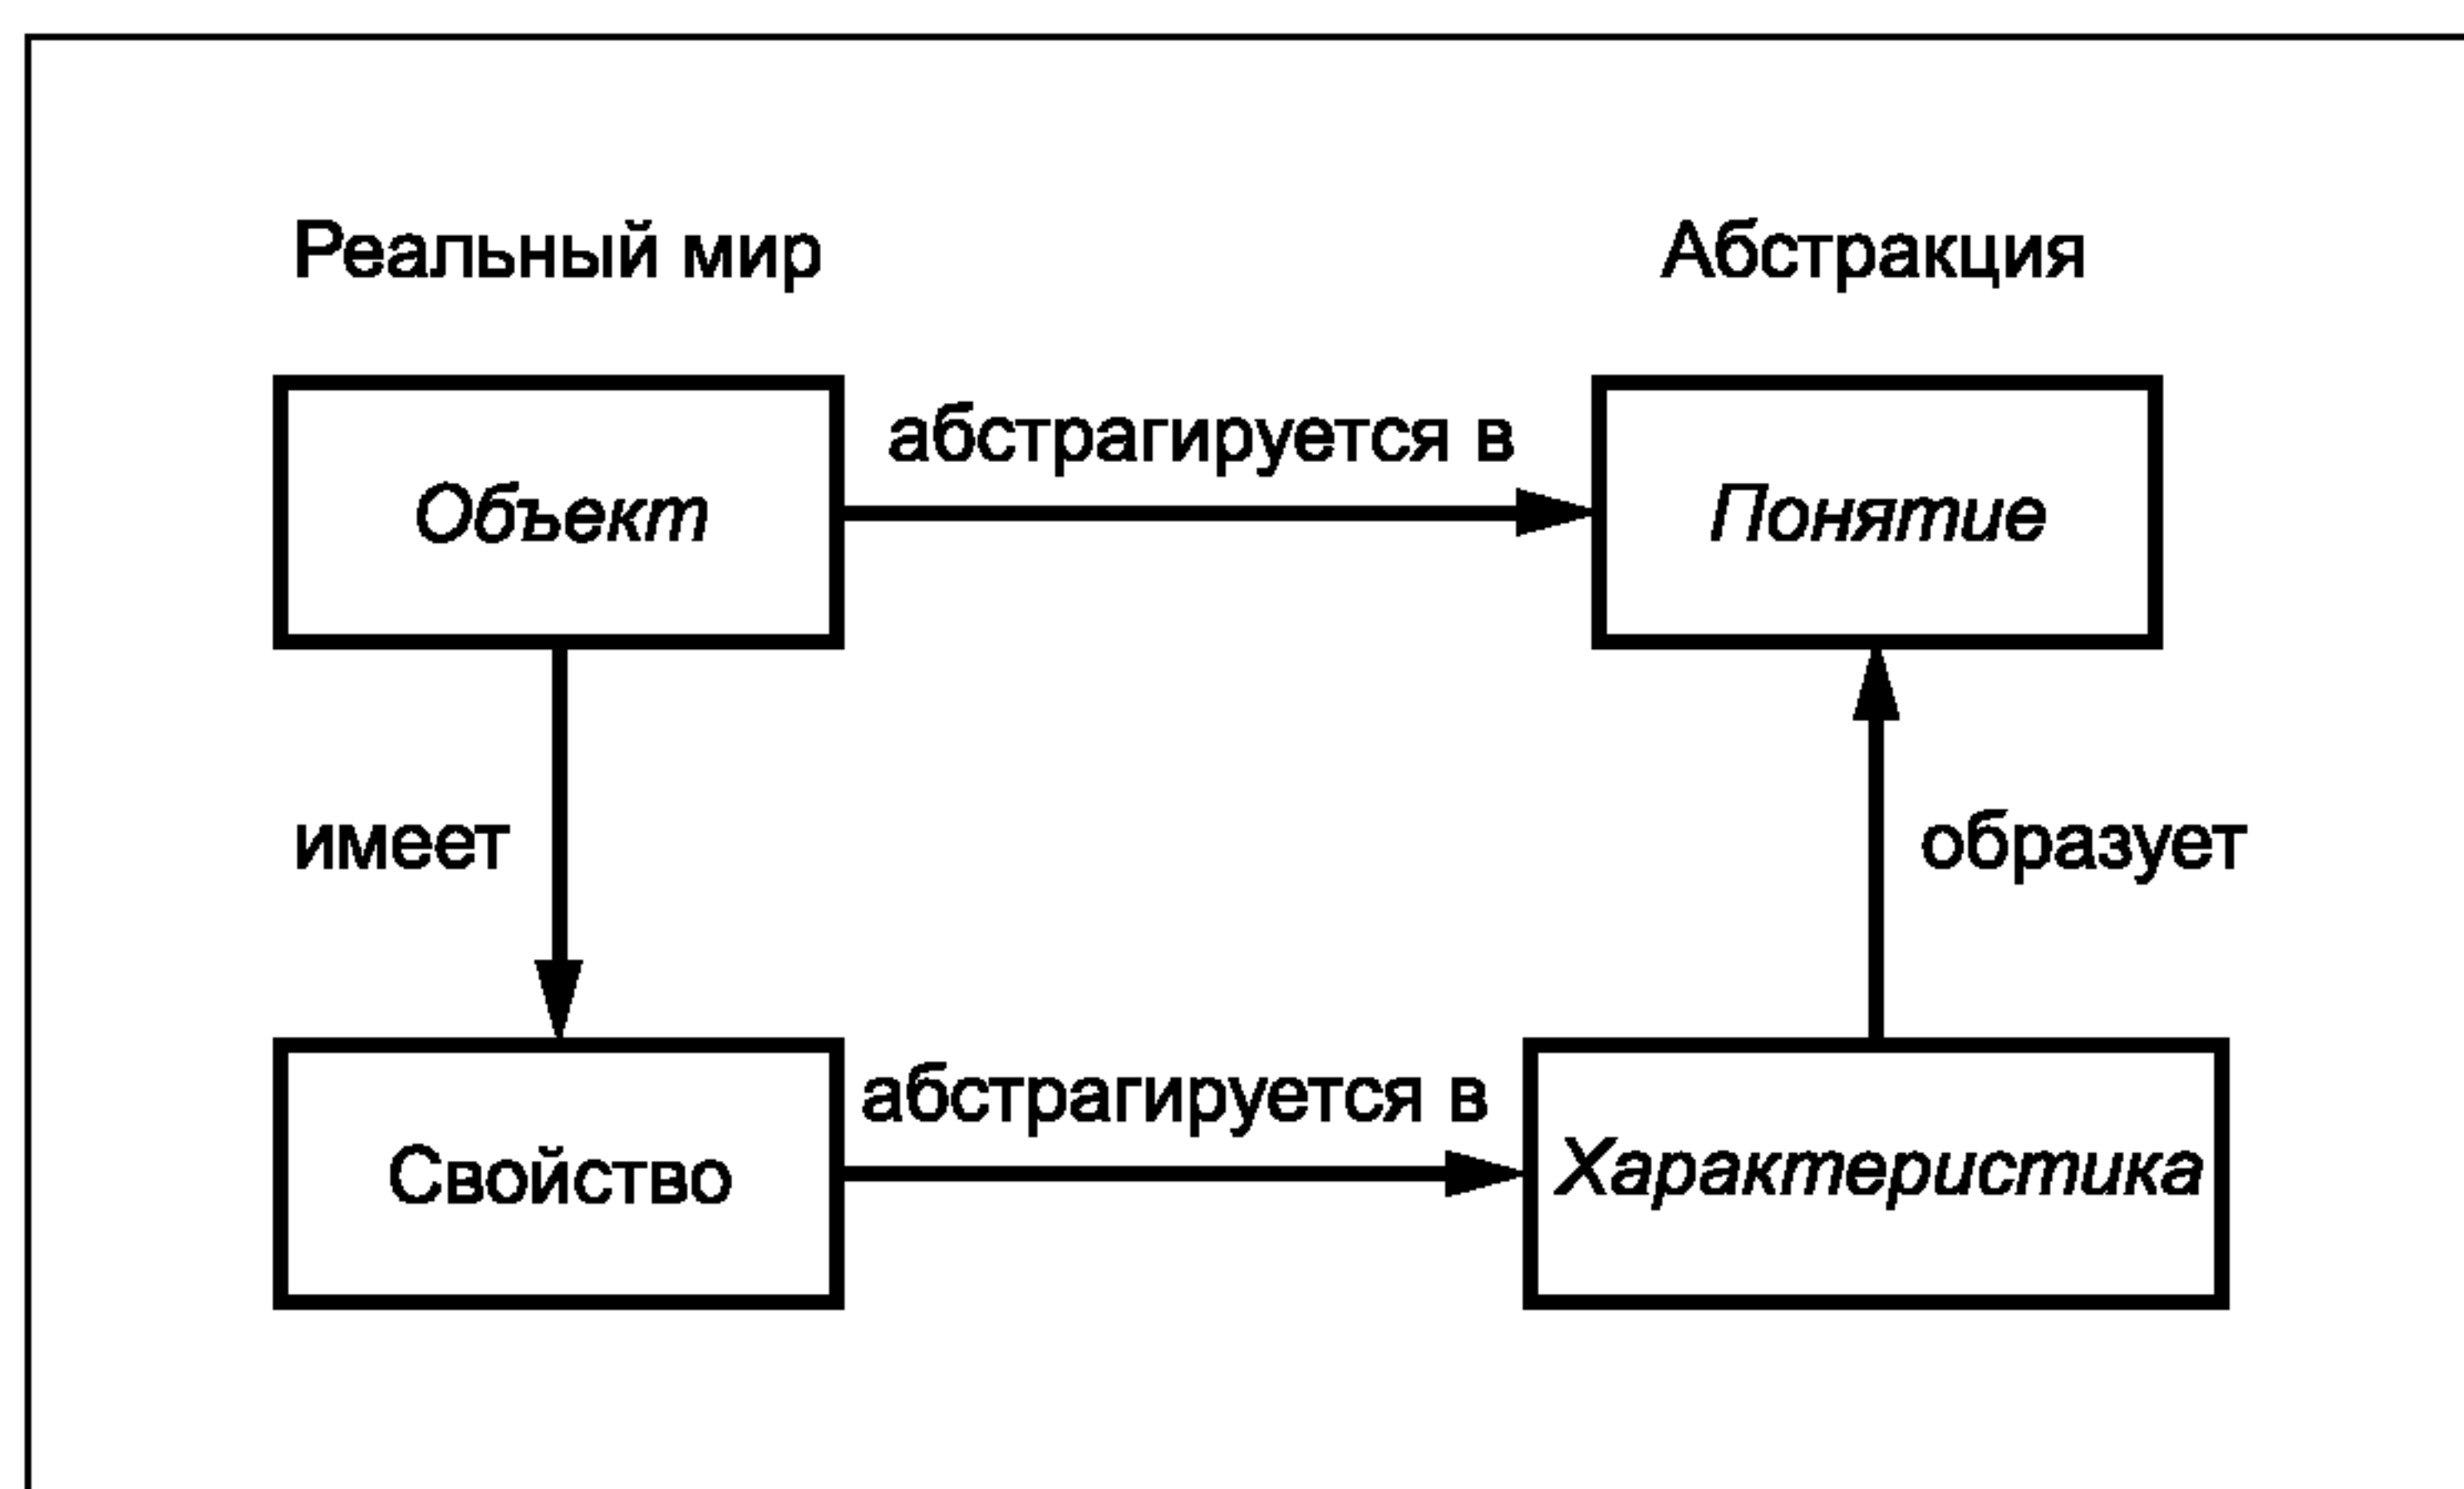 Реальный мир
Абстракция
абстрагируется в
Объект
Понятие
имеет
образует
абстрагируется в
Свойство
Характеристика